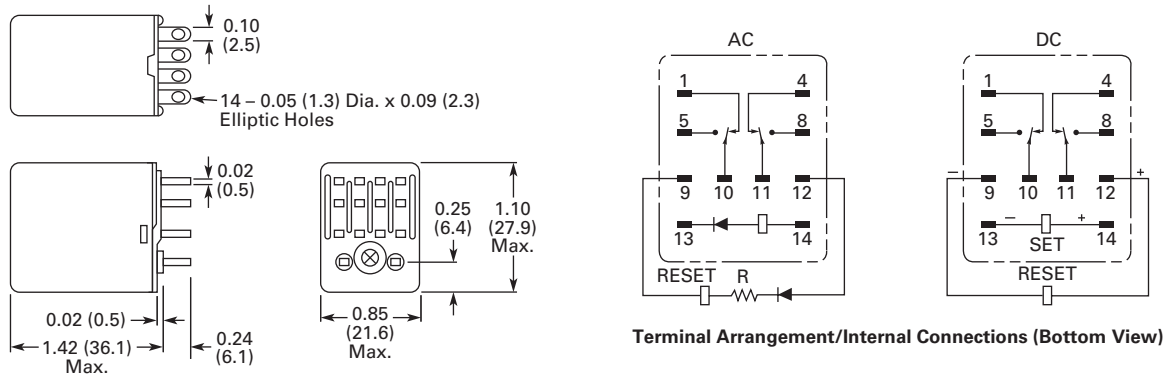 0.10
(2.5)
14 – 0.05 (1.3) Dia. x 0.09 (2.3)
Elliptic Holes
0.02
(0.5)
0.02 (0.5)
1.42 (36.1)
Max.
0.24
(6.1)
0.25
(6.4)
1.10
(27.9)
Max.
0.85
(21.6)
Max.
AC
1 4
5 8
9 10 11 12
13 14
RESET R
DC
1 4
5 8
– +
9 10 11 12
– +
13 SET 14
RESET
Terminal Arrangement/Internal Connections (Bottom View)